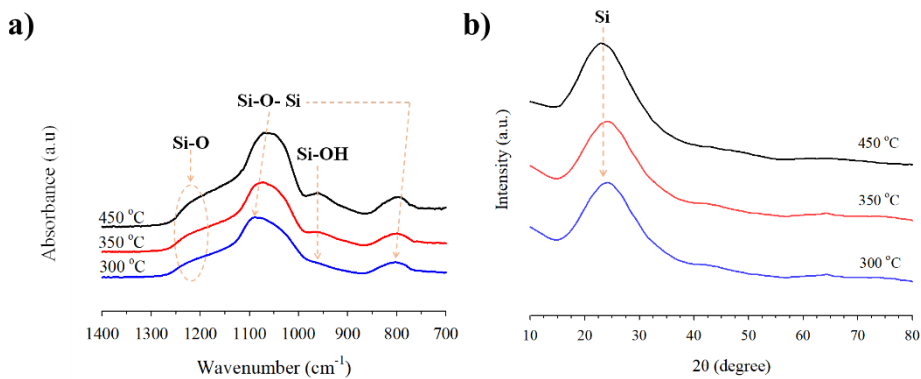 a)
Si-O- Si
Si-O
Si-OH
Absorbance (a.u)
450 °C
350 °C
300 °C
1400 1300 1200 1100 1000 900 800 700
Wavenumber (cm-1)
b)
Si
Intensity (a.u.)
450 °C
350 °C
300 °C
10 20 30 40 50 60 70 80
2θ (degree)